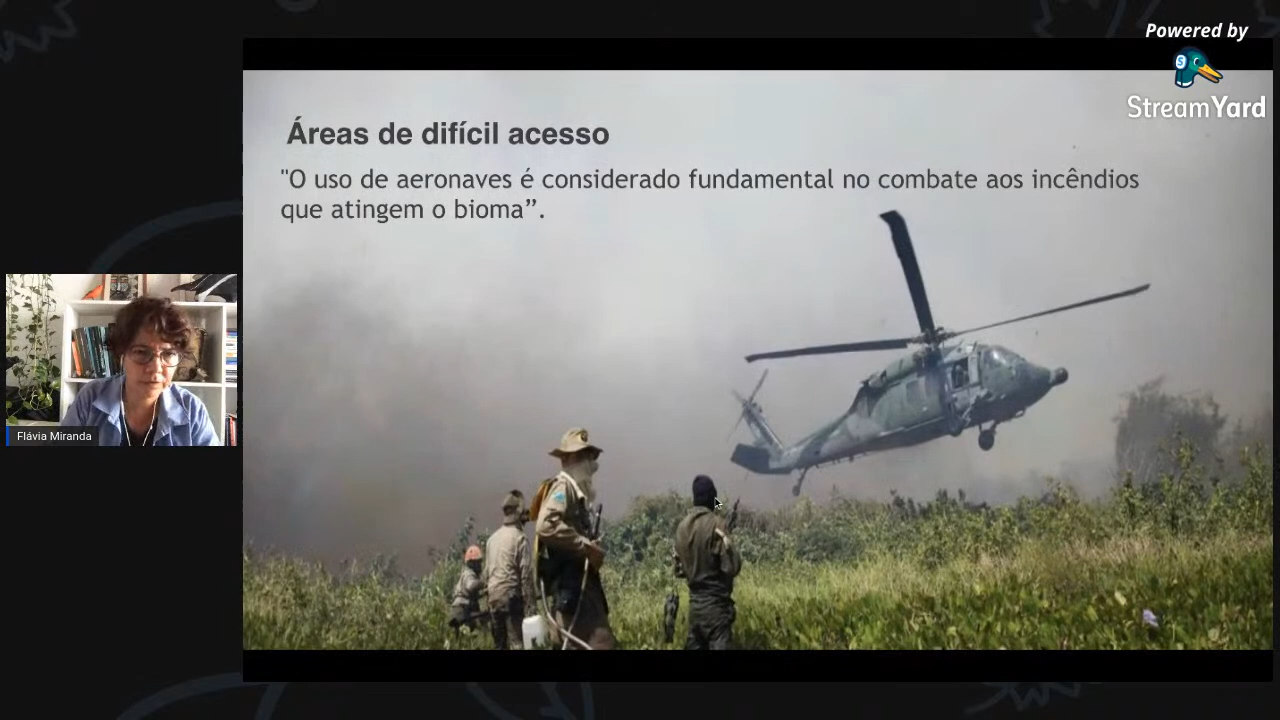 Powered by
StreamYard
Áreas de difícil acesso
"O uso de aeronaves é considerado fundamental no combate aos incêndios
que atingem o bioma”.
Flávia Miranda